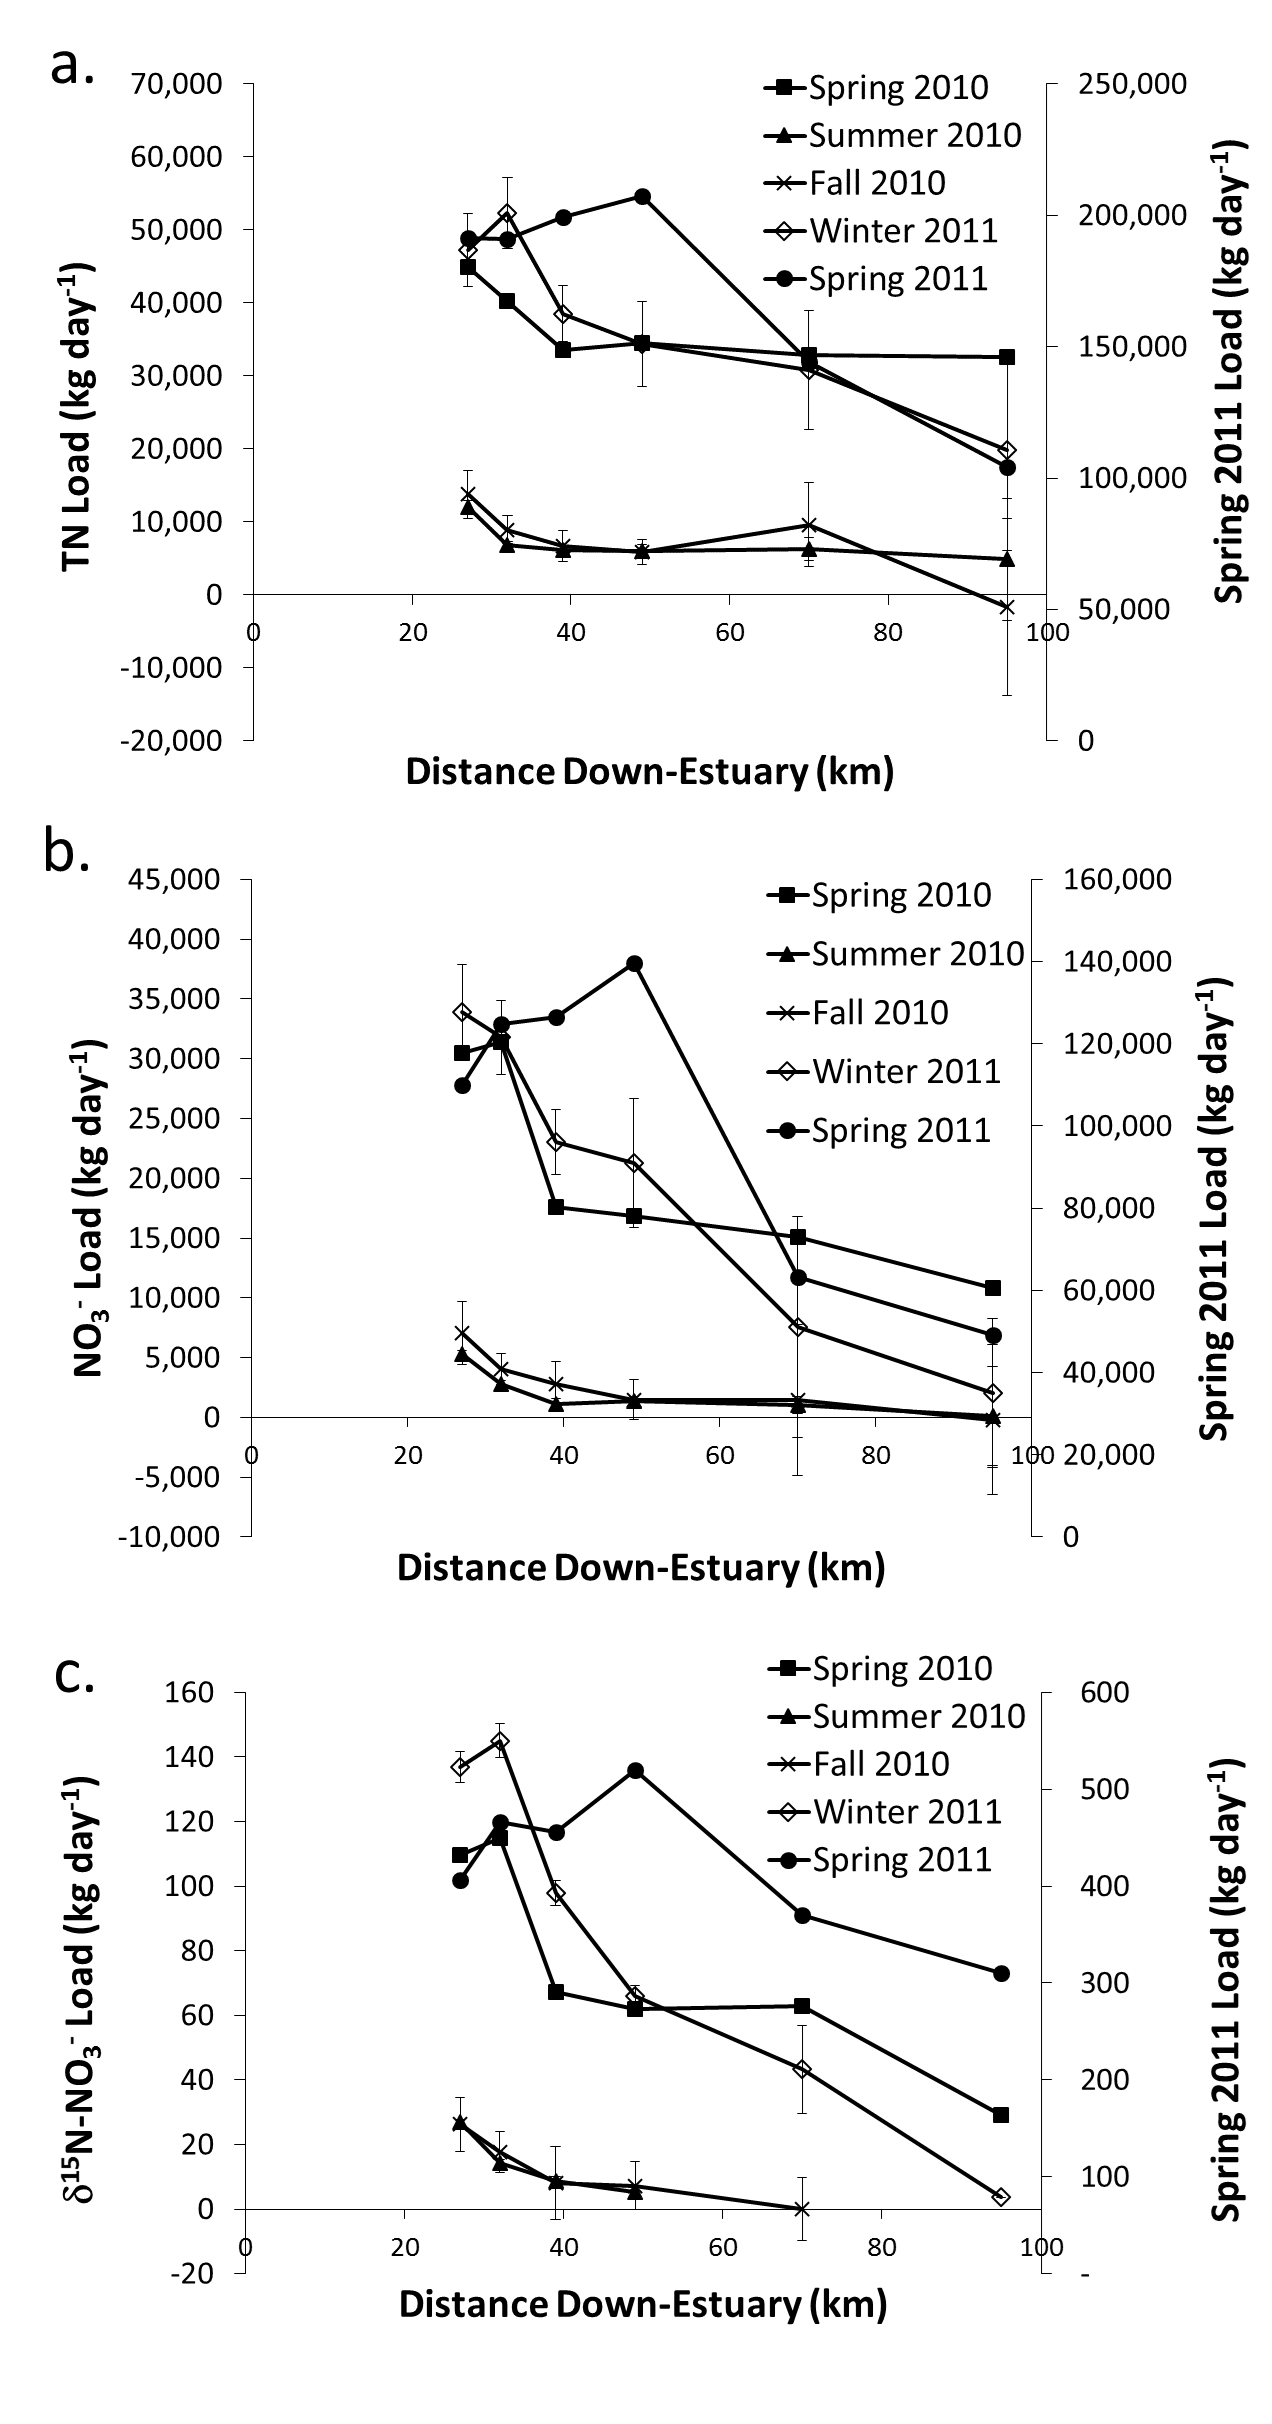 a.
70,000
60,000
50,000
40,000
30,000
20,000
10,000
0
-10,000
-20,000
TN Load (kg day-1)
Spring 2010
Summer 2010
Fall 2010
Winter 2011
Spring 2011
250,000
200,000
150,000
100,000
50,000
0
Spring 2011 Load (kg day-1)
0 20 40 60 80 100
Distance Down-Estuary (km)
b.
45,000
40,000
35,000
30,000
25,000
20,000
15,000
10,000
5,000
0
-5,000
-10,000
NO3- Load (kg day-1)
Spring 2010
Summer 2010
Fall 2010
Winter 2011
Spring 2011
160,000
140,000
120,000
100,000
80,000
60,000
40,000
20,000
0
Spring 2011 Load (kg day-1)
0 20 40 60 80 100
Distance Down-Estuary (km)
c.
160
140
120
100
80
60
40
20
0
-20
δ15N-NO3- Load (kg day-1)
Spring 2010
Summer 2010
Fall 2010
Winter 2011
Spring 2011
600
500
400
300
200
100
-
Spring 2011 Load (kg day-1)
0 20 40 60 80 100
Distance Down-Estuary (km)